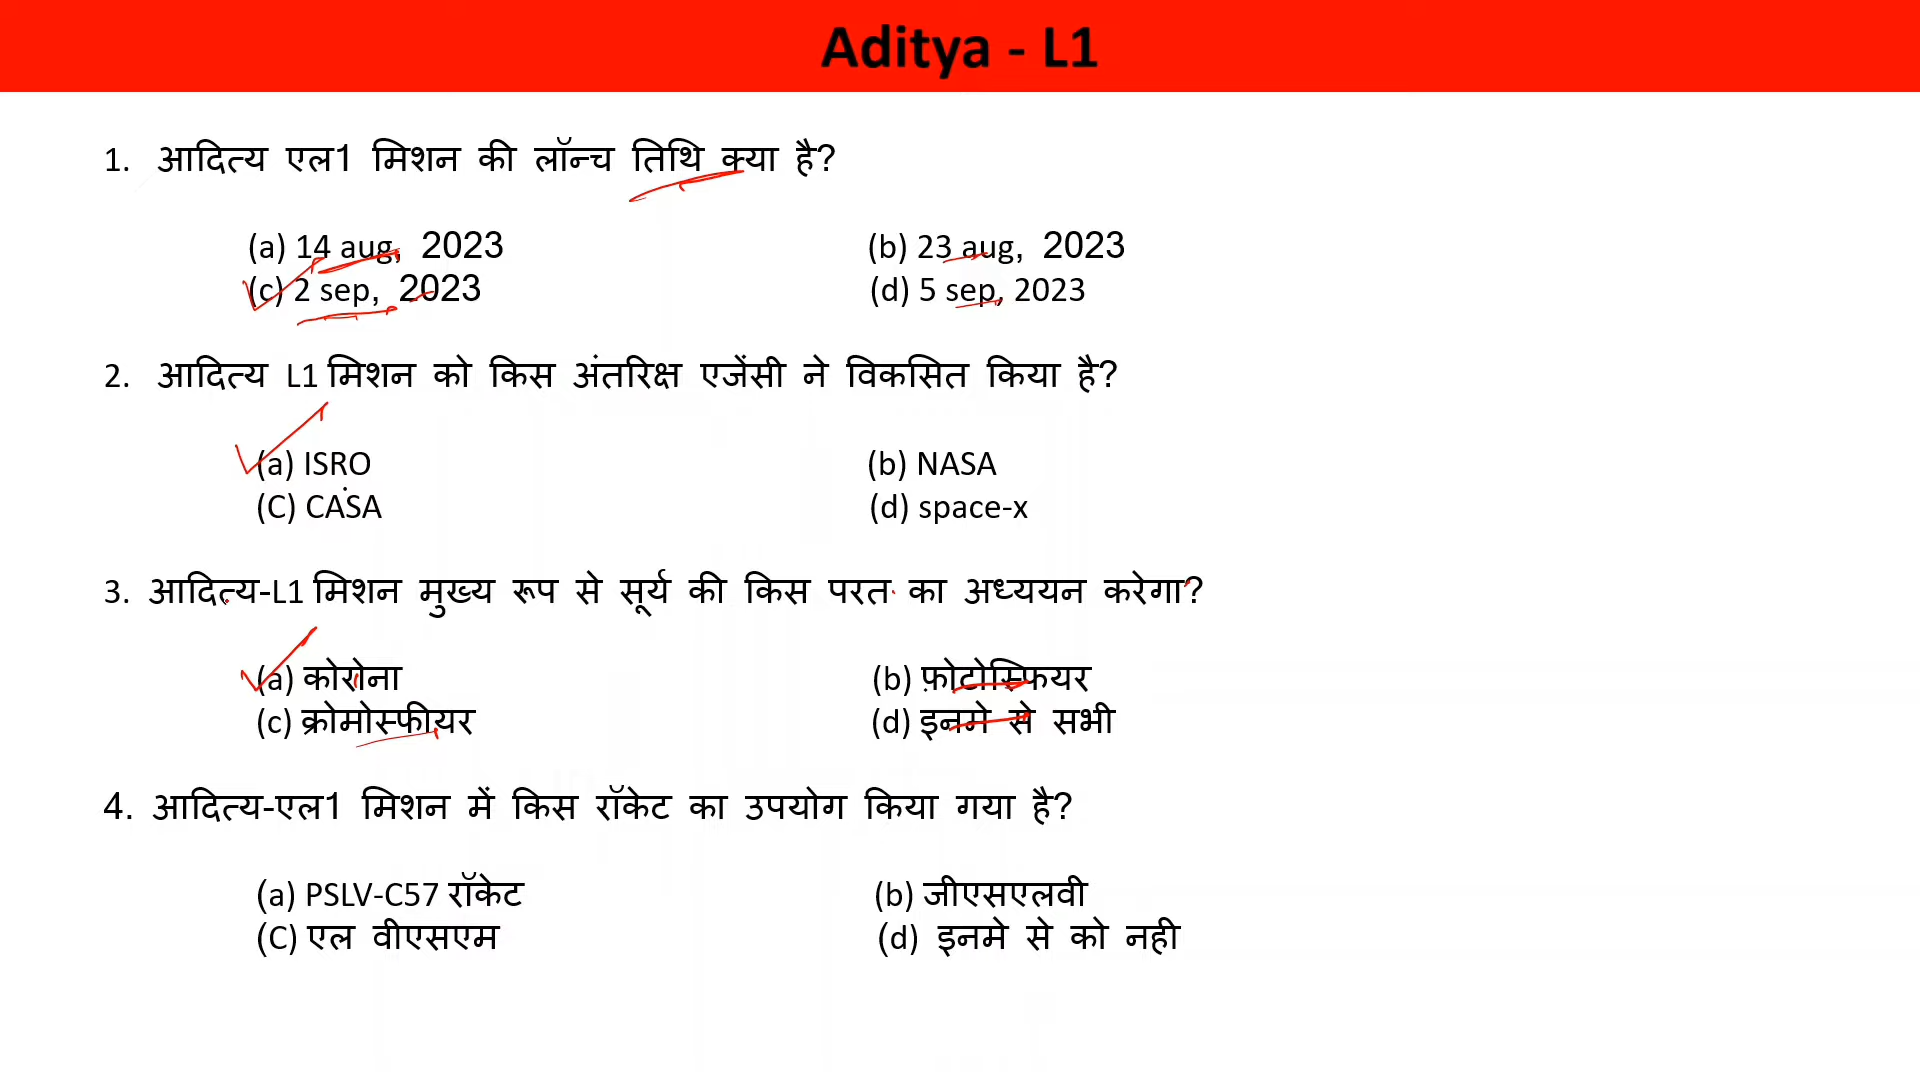 Aditya - L1
1. आदित्य एल1 मिशन की लॉन्च तिथि क्या है?
(a) 14 aug, 2023 (b) 23 aug, 2023
(c) 2 sep, 2023 (d) 5 sep, 2023
2. आदित्य L1 मिशन को किस अंतरिक्ष एजेंसी ने विकसित किया है?
(a) ISRO (b) NASA
(C) CASA (d) space-x
3. आदित्य-L1 मिशन मुख्य रूप से सूर्य की किस परत का अध्ययन करेगा?
(a) कोरोना (b) फ़ोटोस्फियर
(c) क्रोमोस्फीयर (d) इनमे से सभी
4. आदित्य-एल1 मिशन में किस रॉकेट का उपयोग किया गया है?
(a) PSLV-C57 रॉकेट (b) जीएसएलवी
(C) एल वीएसएम (d) इनमे से को नही